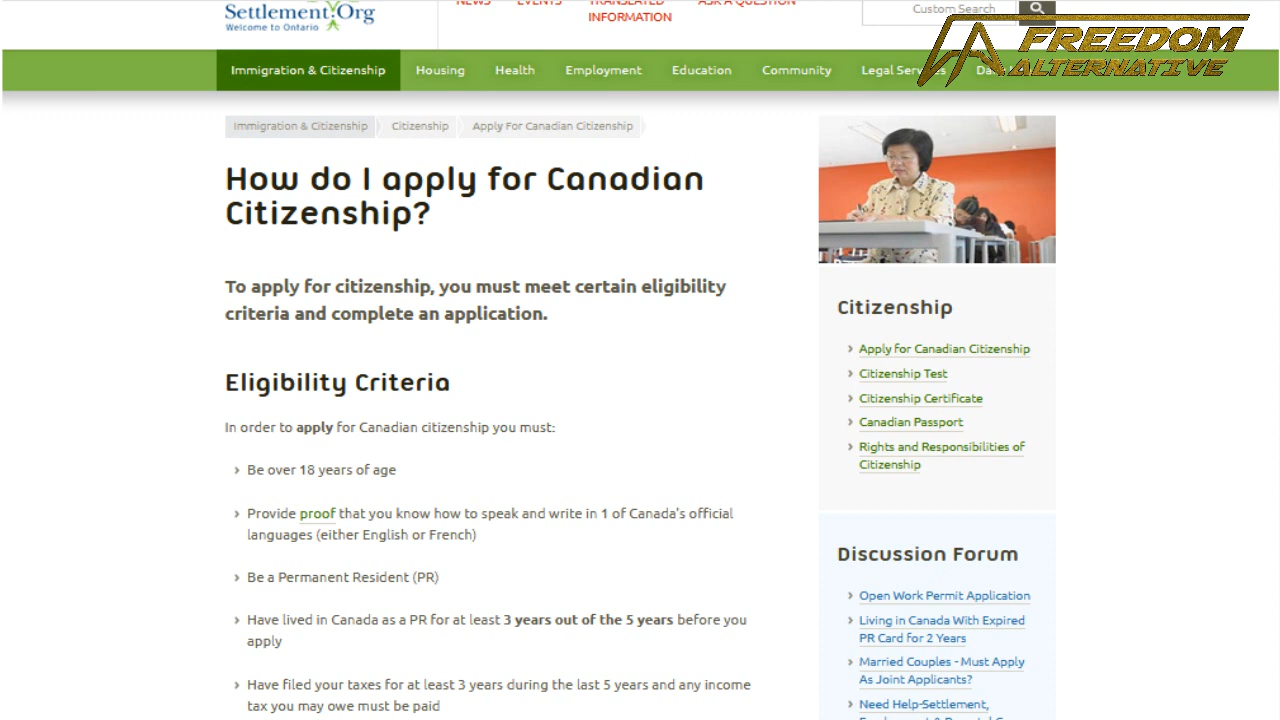 Settlement.Org
Welcome to Ontario
NEWS
EVENTS
TRANSLATED
INFORMATION
ASK A QUESTION
Custom Search
FREEDOM
ALTERNATIVE
Immigration & Citizenship
Housing
Health
Employment
Education
Community
Legal
Immigration & Citizenship
Citizenship
Apply For Canadian Citizenship
How do I apply for Canadian
Citizenship?
To apply for citizenship, you must meet certain eligibility
criteria and complete an application.
Eligibility Criteria
In order to apply for Canadian citizenship you must:
Be over 18 years of age
Provide proof that you know how to speak and write in 1 of Canada's official
languages (either English or French)
Be a Permanent Resident (PR)
Have lived in Canada as a PR for at least 3 years out of the 5 years before you
apply
Have filed your taxes for at least 3 years during the last 5 years and any income
tax you may owe must be paid
Citizenship
Apply for Canadian Citizenship
Citizenship Test
Citizenship Certificate
Canadian Passport
Rights and Responsibilities of
Citizenship
Discussion Forum
Open Work Permit Application
Living in Canada With Expired
PR Card for 2 Years
Married Couples - Must Apply
As Joint Applicants?
Need Help-Settlement,